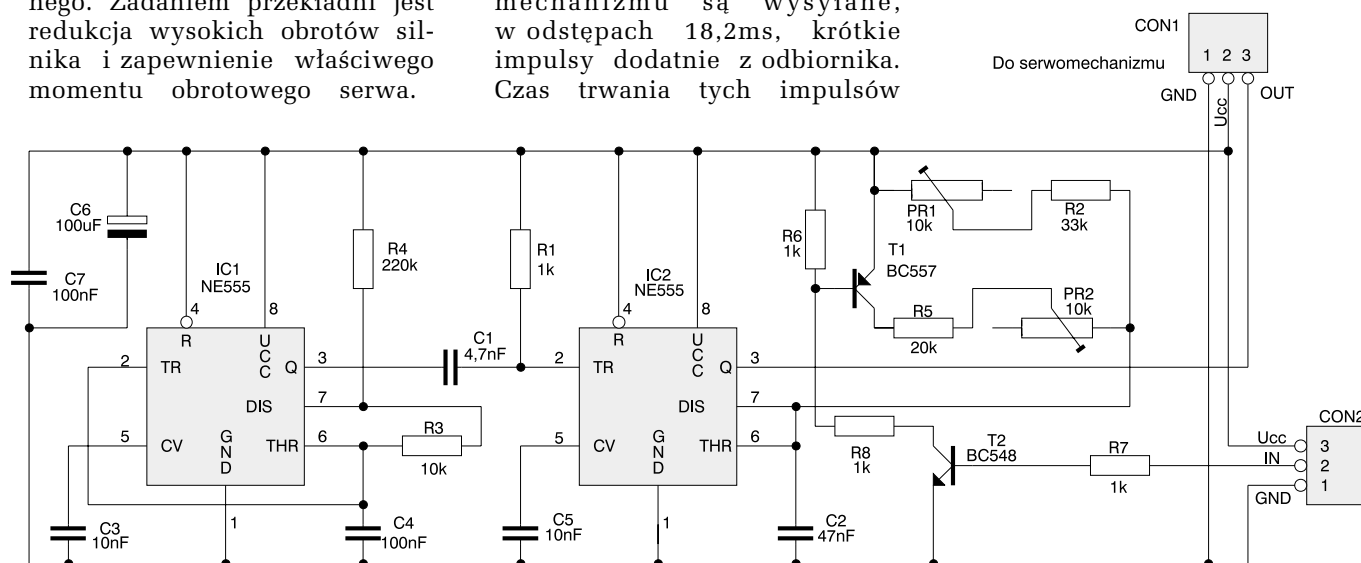 nego. Zadaniem przekładni jest
redukcja wysokich obrotów sil-
nika i zapewnienie właściwego
momentu obrotowego serwa.
mechanizmu są wysyłane,
w odstępach 18,2ms, krótkie
impulsy dodatnie z odbiornika.
Czas trwania tych impulsów
CON1
1 2 3
Do serwomechanizmu
GND
Ucc
OUT
C6
100uF
C7
100nF
R4
220k
R1
1k
R6
1k
T1
BC557
PR1
10k
R2
33k
R5
20k
PR2
10k
IC1
NE555
4
8
R
UCC
2
TR
Q
3
DIS
7
5
CV
GND
THR
6
1
C1
4,7nF
R3
10k
C3
10nF
C4
100nF
IC2
NE555
4
8
R
UCC
2
TR
Q
3
DIS
7
5
CV
GND
THR
6
1
C5
10nF
C2
47nF
R8
1k
T2
BC548
R7
1k
CON2
Ucc
3
IN
2
GND
1